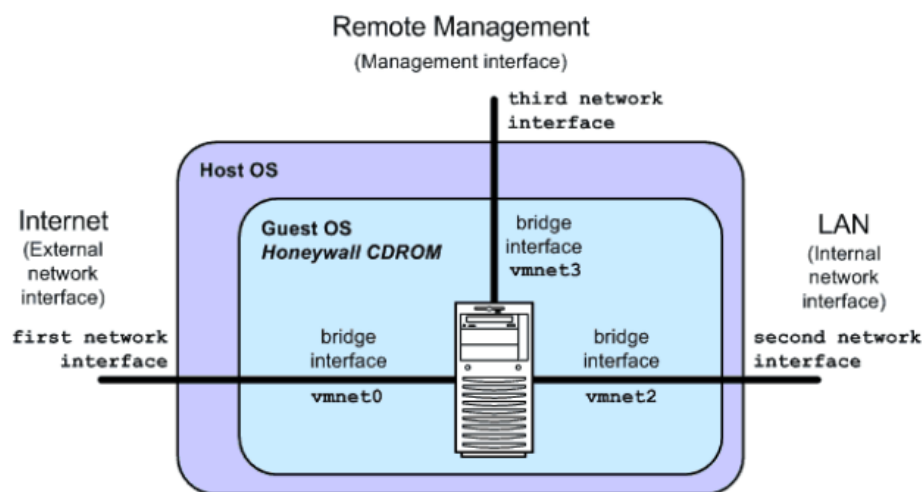 Remote Management
(Management interface)
third network
interface
Host OS
Guest OS
Honeywall CDROM
bridge
interface
vmnet3
Internet
(External
network
interface)
first network
interface
bridge
interface
vmnet0
bridge
interface
vmnet2
LAN
(Internal
network
interface)
second network
interface